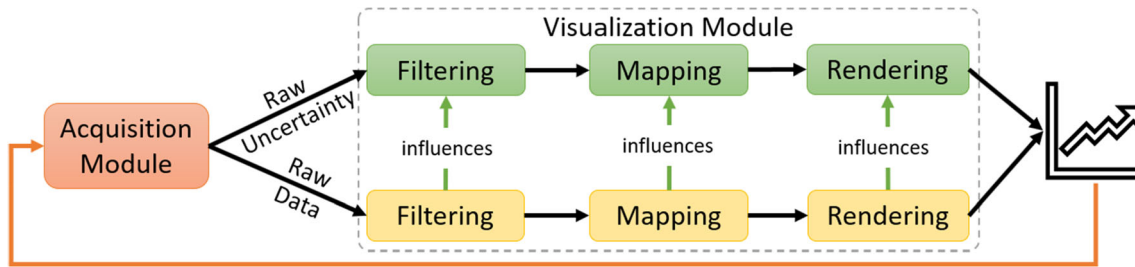 Visualization Module
Filtering
Mapping
Rendering
Raw
Uncertainty
Acquisition
Module
influences
influences
influences
Raw
Data
Filtering
Mapping
Rendering